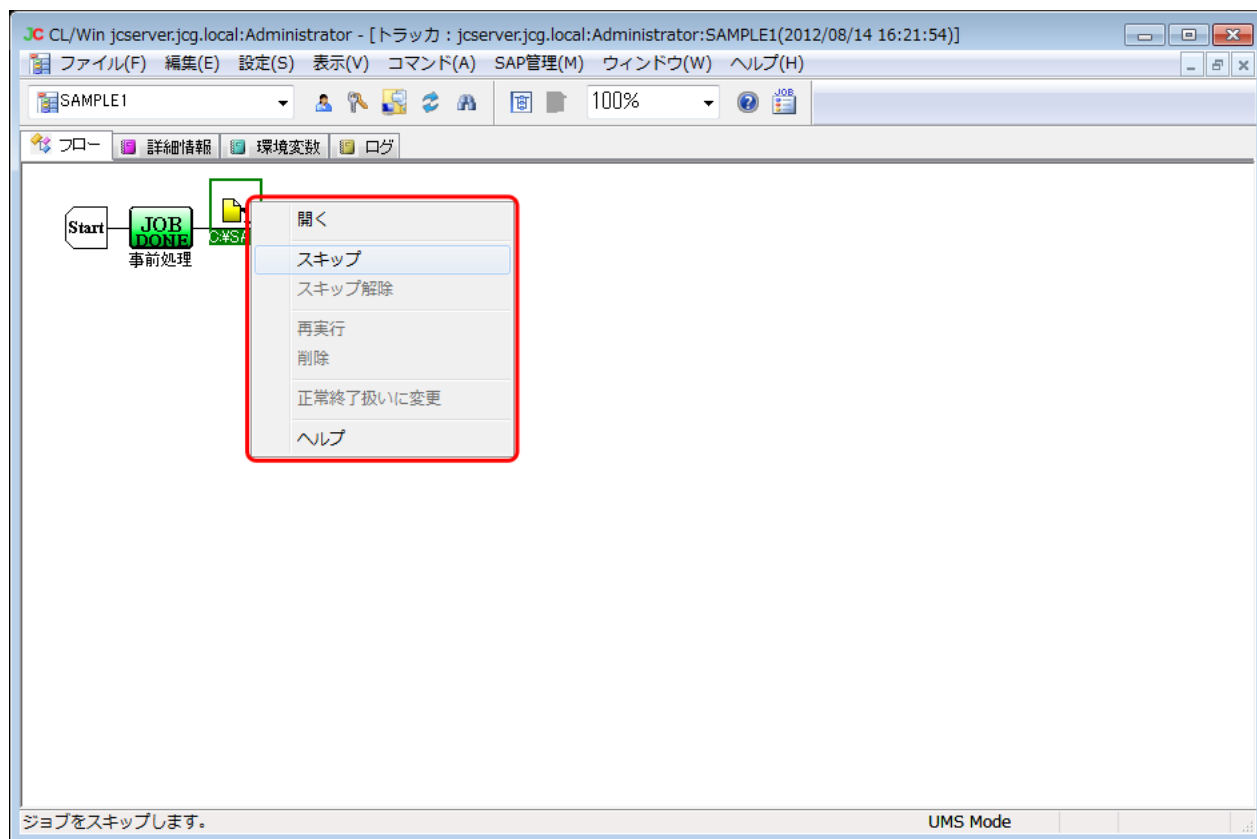 JC CL/Win jcserver.jcg.local:Administrator - [トラッカ : jcserver.jcg.local:Administrator:SAMPLE1(2012/08/14 16:21:54)]
ファイル(F) 編集(E) 設定(S) 表示(V) コマンド(A) SAP管理(M) ウィンドウ(W) ヘルプ(H)
SAMPLE1 100% JOB
フロー 詳細情報 環境変数 ログ
Start JOB DONE
C:¥SA
事前処理
開く
スキップ
スキップ解除
再実行
削除
正常終了扱いに変更
ヘルプ
ジョブをスキップします。 UMS Mode